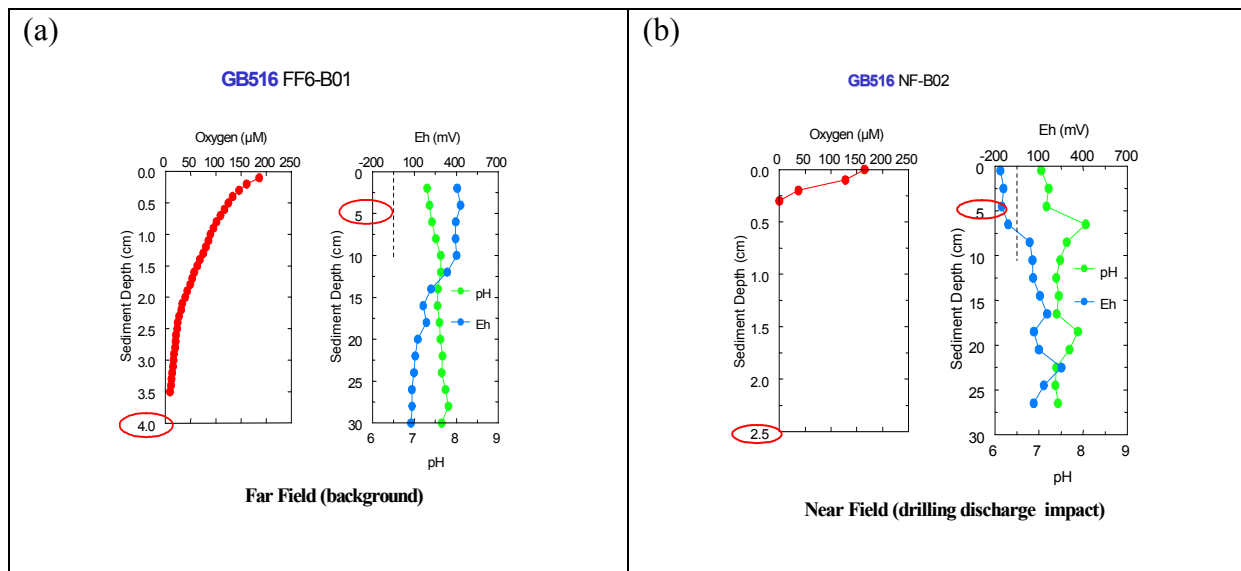 (a)
GB516 FF6-B01
Oxygen (µM)
0 50 100 150 200 250
0.0
0.5
1.0
1.5
2.0
2.5
3.0
3.5
4.0
Sediment Depth (cm)
Eh (mV)
-200 100 400 700
0
5
10
15
20
25
30
Sediment Depth (cm)
pH
Eh
6 7 8 9
pH
Far Field (background)
(b)
GB516 NF-B02
Oxygen (µM)
0 50 100 150 200 250
0.0
0.5
1.0
1.5
2.0
2.5
Sediment Depth (cm)
Eh (mV)
-200 100 400 700
0
5
10
15
20
25
30
Sediment Depth (cm)
pH
Eh
6 7 8 9
pH
Near Field (drilling discharge impact)